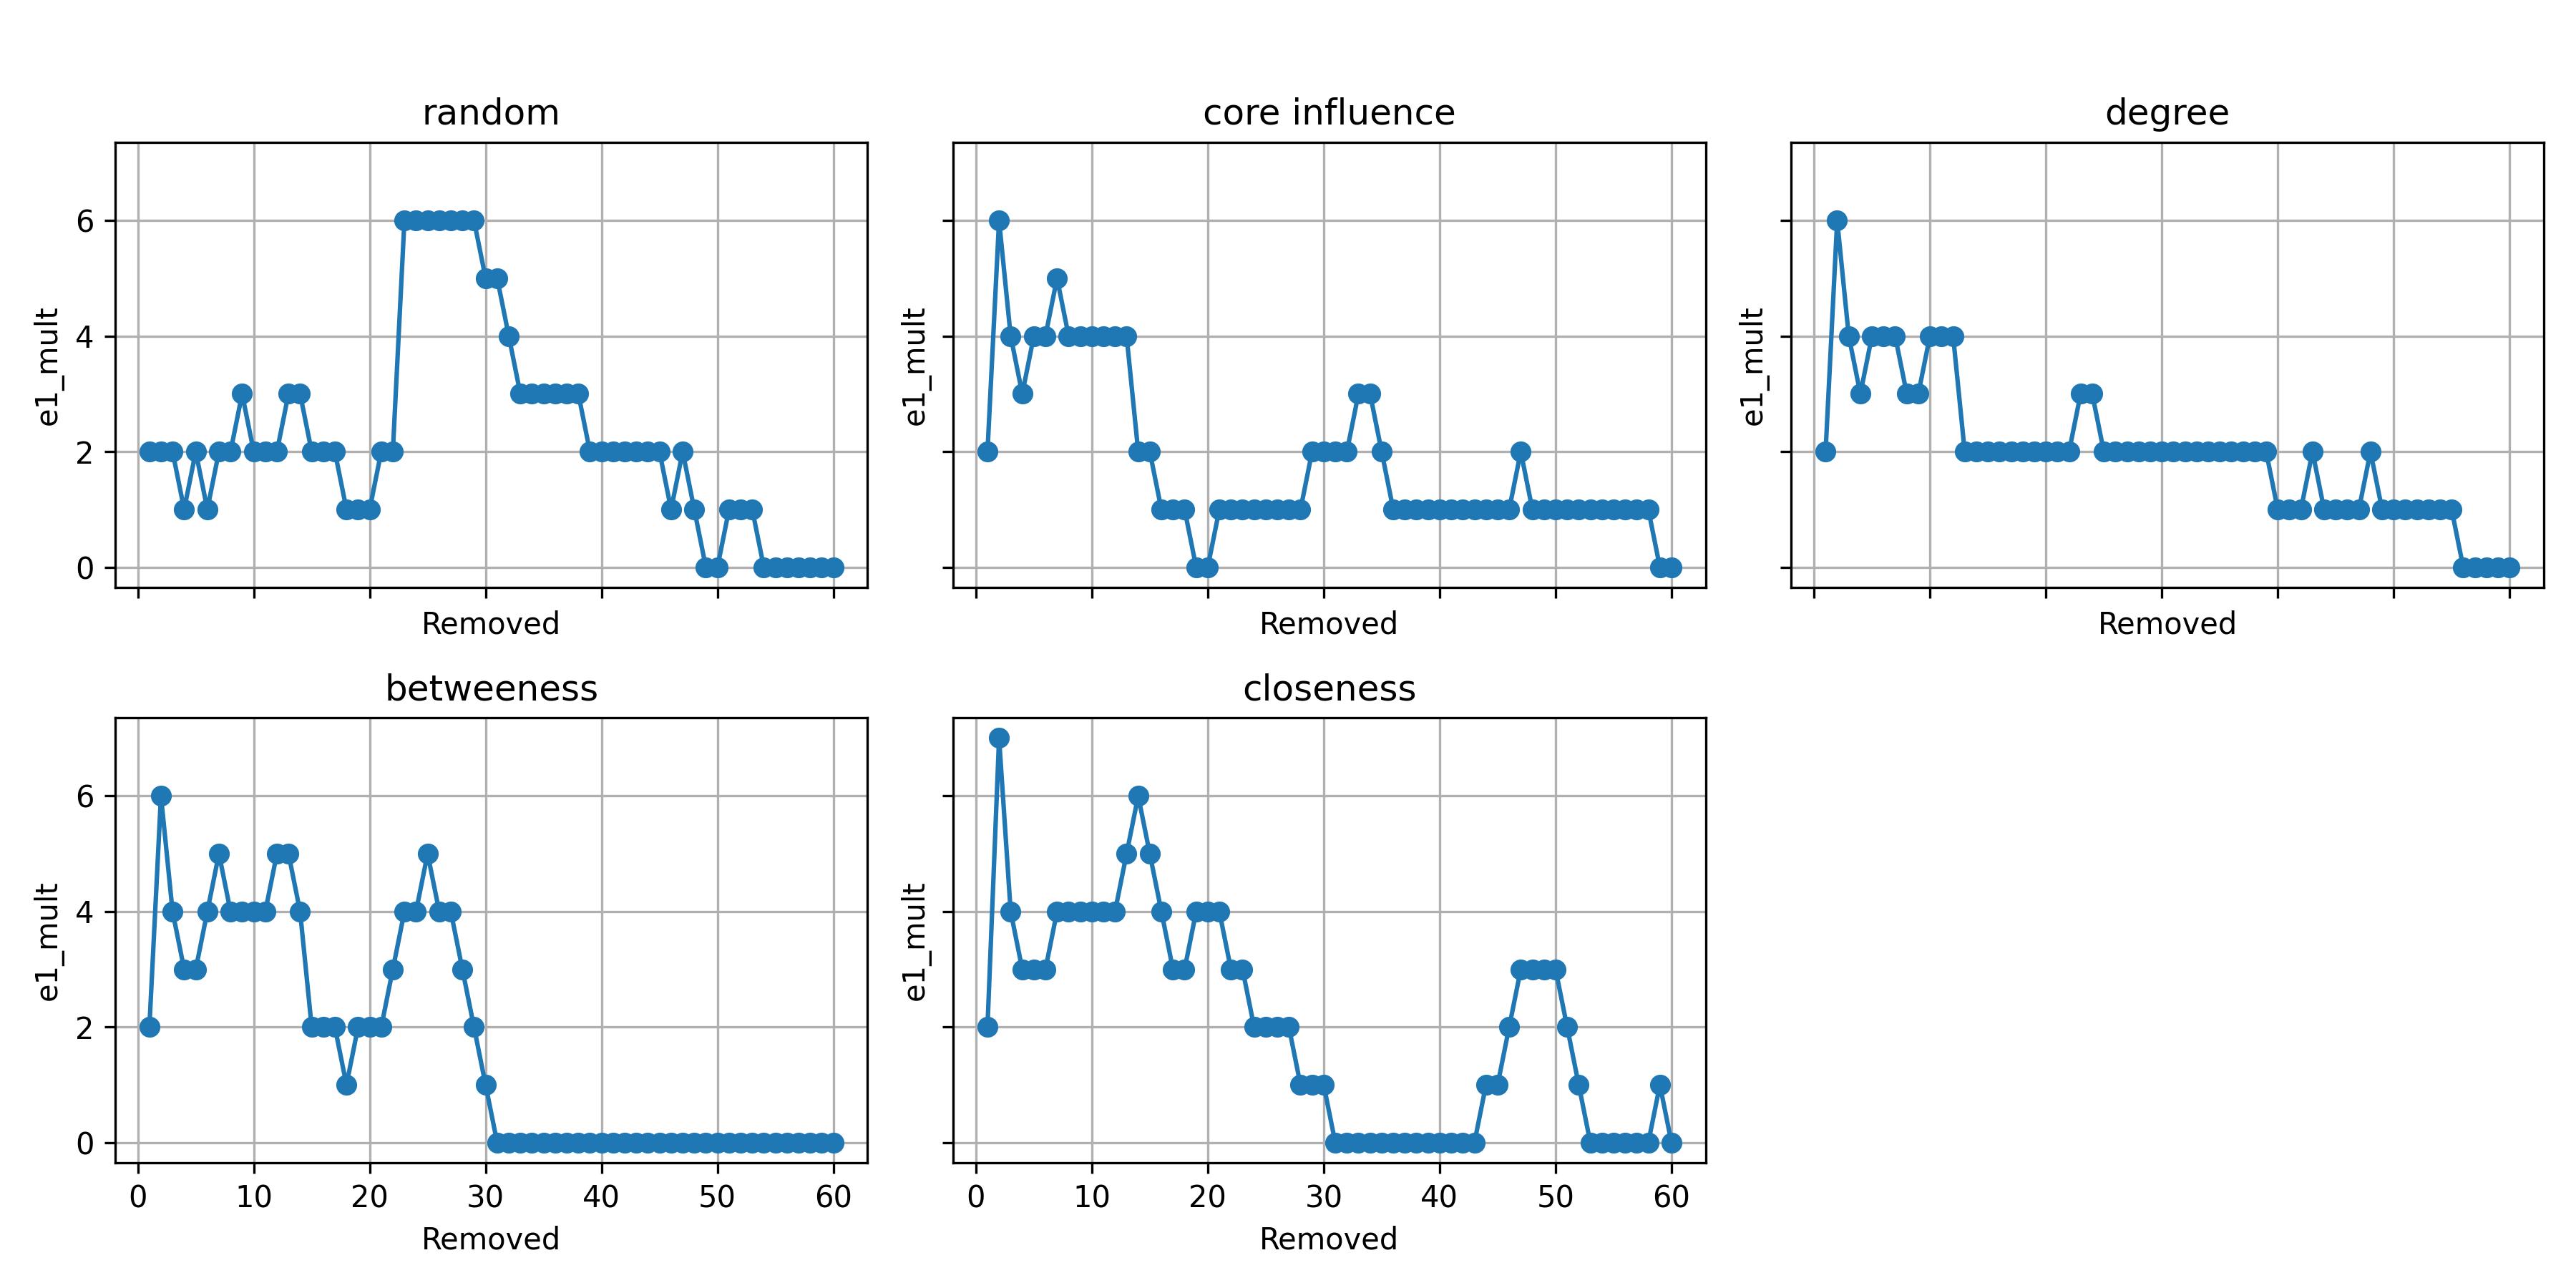 random
core influence
degree
e1_mult
6
4
2
0
Removed
e1_mult
Removed
e1_mult
Removed
betweeness
closeness
e1_mult
6
4
2
0
0 10 20 30 40 50 60
Removed
e1_mult
0 10 20 30 40 50 60
Removed